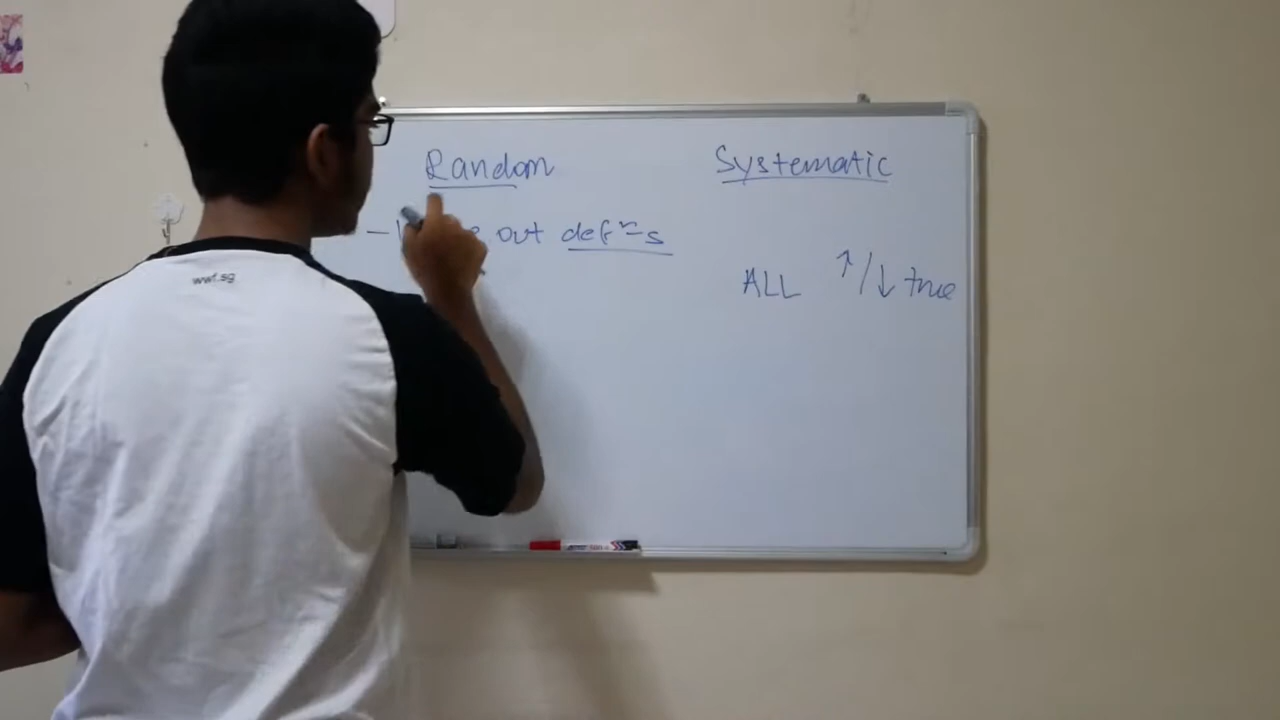 Random
Systematic
- out defⁿs
ALL ↑/↓ true
wwf.sg